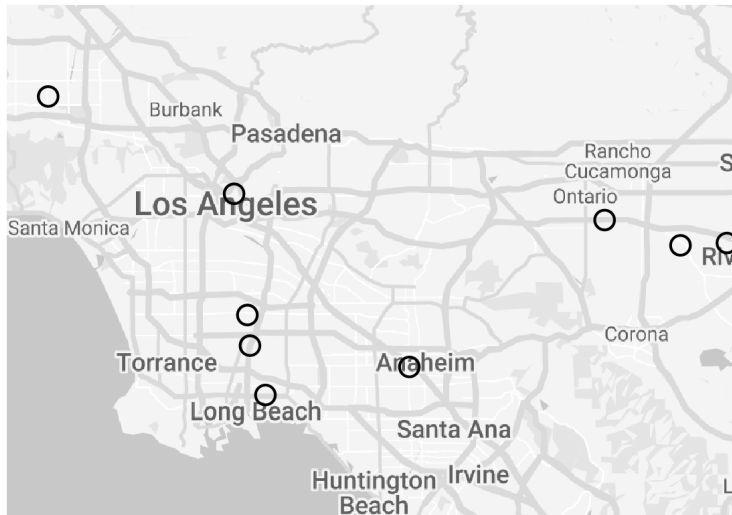 Burbank
Pasadena
Rancho
Cucamonga
S
Los Angeles
Ontario
Santa Monica
RIV
Corona
Torrance
Anaheim
Long Beach
Santa Ana
Huntington
Beach
Irvine
L